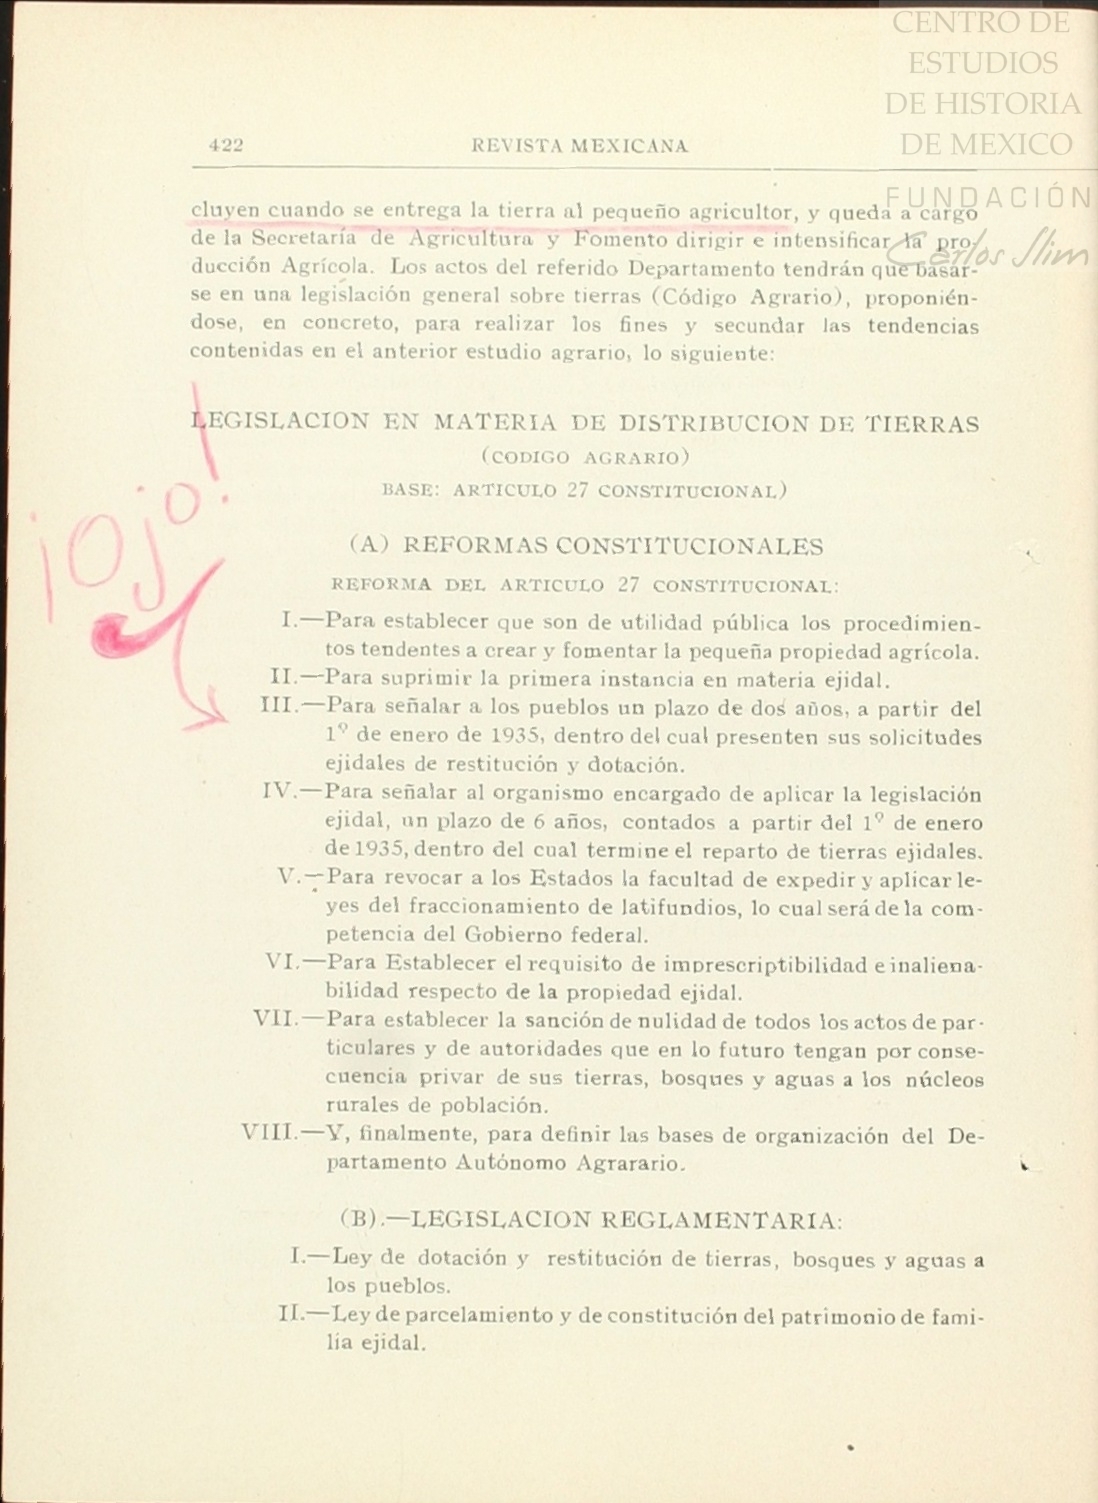 CENTRO DE
ESTUDIOS
DE HISTORIA
DE MEXICO
FUNDACIÓN
Carlos Slim
422 REVISTA MEXICANA
cluyen cuando se entrega la tierra al pequeño agricultor, y queda a cargo
de la Secretaría de Agricultura y Fomento dirigir e intensificar la pro-
ducción Agrícola. Los actos del referido Departamento tendrán que basar-
se en una legislación general sobre tierras (Código Agrario), proponién-
dose, en concreto, para realizar los fines y secundar las tendencias
contenidas en el anterior estudio agrario, lo siguiente:
LEGISLACION EN MATERIA DE DISTRIBUCION DE TIERRAS
(CODIGO AGRARIO)
BASE: ARTICULO 27 CONSTITUCIONAL)
¡Ojo!
(A) REFORMAS CONSTITUCIONALES
REFORMA DEL ARTICULO 27 CONSTITUCIONAL:
I.—Para establecer que son de utilidad pública los procedimien-
tos tendentes a crear y fomentar la pequeña propiedad agrícola.
II.—Para suprimir la primera instancia en materia ejidal.
III.—Para señalar a los pueblos un plazo de dos años, a partir del
1º de enero de 1935, dentro del cual presenten sus solicitudes
ejidales de restitución y dotación.
IV.—Para señalar al organismo encargado de aplicar la legislación
ejidal, un plazo de 6 años, contados a partir del 1º de enero
de 1935, dentro del cual termine el reparto de tierras ejidales.
V.—Para revocar a los Estados la facultad de expedir y aplicar le-
yes del fraccionamiento de latifundios, lo cual será de la com-
petencia del Gobierno federal.
VI.—Para Establecer el requisito de imprescriptibilidad e inaliena-
bilidad respecto de la propiedad ejidal.
VII.—Para establecer la sanción de nulidad de todos los actos de par-
ticulares y de autoridades que en lo futuro tengan por conse-
cuencia privar de sus tierras, bosques y aguas a los núcleos
rurales de población.
VIII.—Y, finalmente, para definir las bases de organización del De-
partamento Autónomo Agrarario.
(B).—LEGISLACION REGLAMENTARIA:
I.—Ley de dotación y restitución de tierras, bosques y aguas a
los pueblos.
II.—Ley de parcelamiento y de constitución del patrimonio de fami-
lia ejidal.